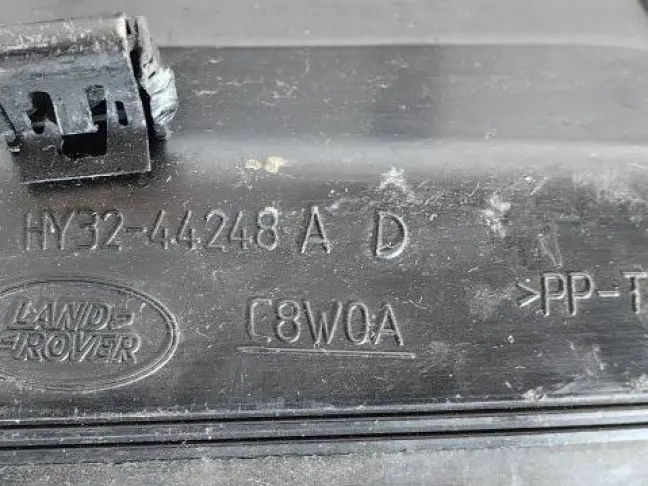 HY32-44248 A D
>PP-T
LAND-
-ROVER
C8W0A